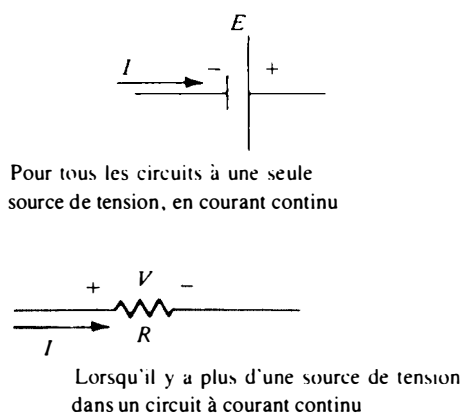 E
I - +
Pour tous les circuits à une seule
source de tension, en courant continu
+ V -
I R
Lorsqu'il y a plus d'une source de tension
dans un circuit à courant continu